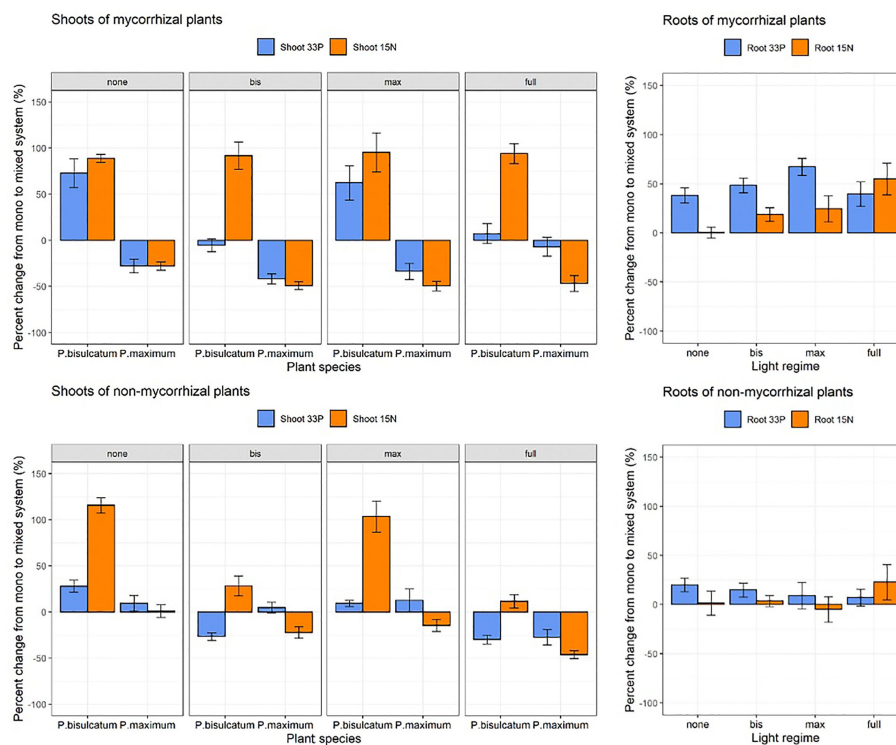 Shoots of mycorrhizal plants
Shoot 33P Shoot 15N
none bis max full
Percent change from mono to mixed system (%)
150
100
50
0
-50
-100
P.bisulcatum P.maximum P.bisulcatum P.maximum P.bisulcatum P.maximum P.bisulcatum P.maximum
Plant species
Roots of mycorrhizal plants
Root 33P Root 15N
Percent change from mono to mixed system (%)
150
100
50
0
-50
-100
none bis max full
Light regime
Shoots of non-mycorrhizal plants
Shoot 33P Shoot 15N
none bis max full
Percent change from mono to mixed system (%)
150
100
50
0
-50
-100
P.bisulcatum P.maximum P.bisulcatum P.maximum P.bisulcatum P.maximum P.bisulcatum P.maximum
Plant species
Roots of non-mycorrhizal plants
Root 33P Root 15N
Percent change from mono to mixed system (%)
150
100
50
0
-50
-100
none bis max full
Light regime